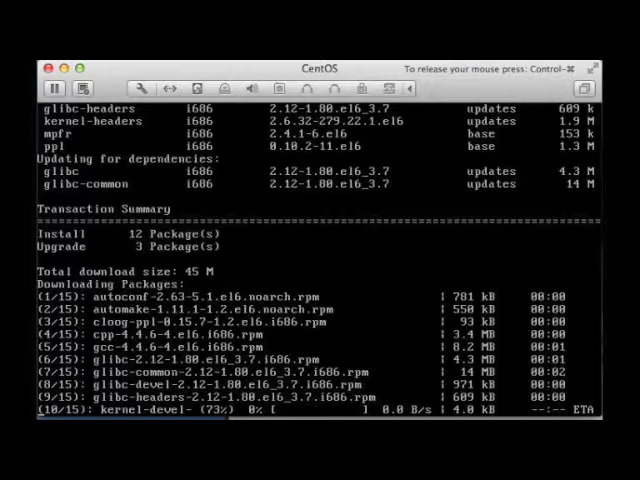 CentOS
To release your mouse press: Control-⌘
glibc-headers i686 2.12-1.80.el6_3.7 updates 609 k
kernel-headers i686 2.6.32-279.22.1.el6 updates 1.9 M
mpfr i686 2.4.1-6.el6 base 153 k
ppl i686 0.10.2-11.el6 base 1.3 M
Updating for dependencies:
glibc i686 2.12-1.80.el6_3.7 updates 4.3 M
glibc-common i686 2.12-1.80.el6_3.7 updates 14 M
Transaction Summary
================================================================================
Install 12 Package(s)
Upgrade 3 Package(s)
Total download size: 45 M
Downloading Packages:
(1/15): autoconf-2.63-5.1.el6.noarch.rpm | 781 kB 00:00
(2/15): automake-1.11.1-1.2.el6.noarch.rpm | 550 kB 00:00
(3/15): cloog-ppl-0.15.7-1.2.el6.i686.rpm | 93 kB 00:00
(4/15): cpp-4.4.6-4.el6.i686.rpm | 3.4 MB 00:00
(5/15): gcc-4.4.6-4.el6.i686.rpm | 8.2 MB 00:01
(6/15): glibc-2.12-1.80.el6_3.7.i686.rpm | 4.3 MB 00:01
(7/15): glibc-common-2.12-1.80.el6_3.7.i686.rpm | 14 MB 00:02
(8/15): glibc-devel-2.12-1.80.el6_3.7.i686.rpm | 971 kB 00:00
(9/15): glibc-headers-2.12-1.80.el6_3.7.i686.rpm | 609 kB 00:00
(10/15): kernel-devel- (73%) 0% [ ] 0.0 B/s | 4.0 kB --:-- ETA